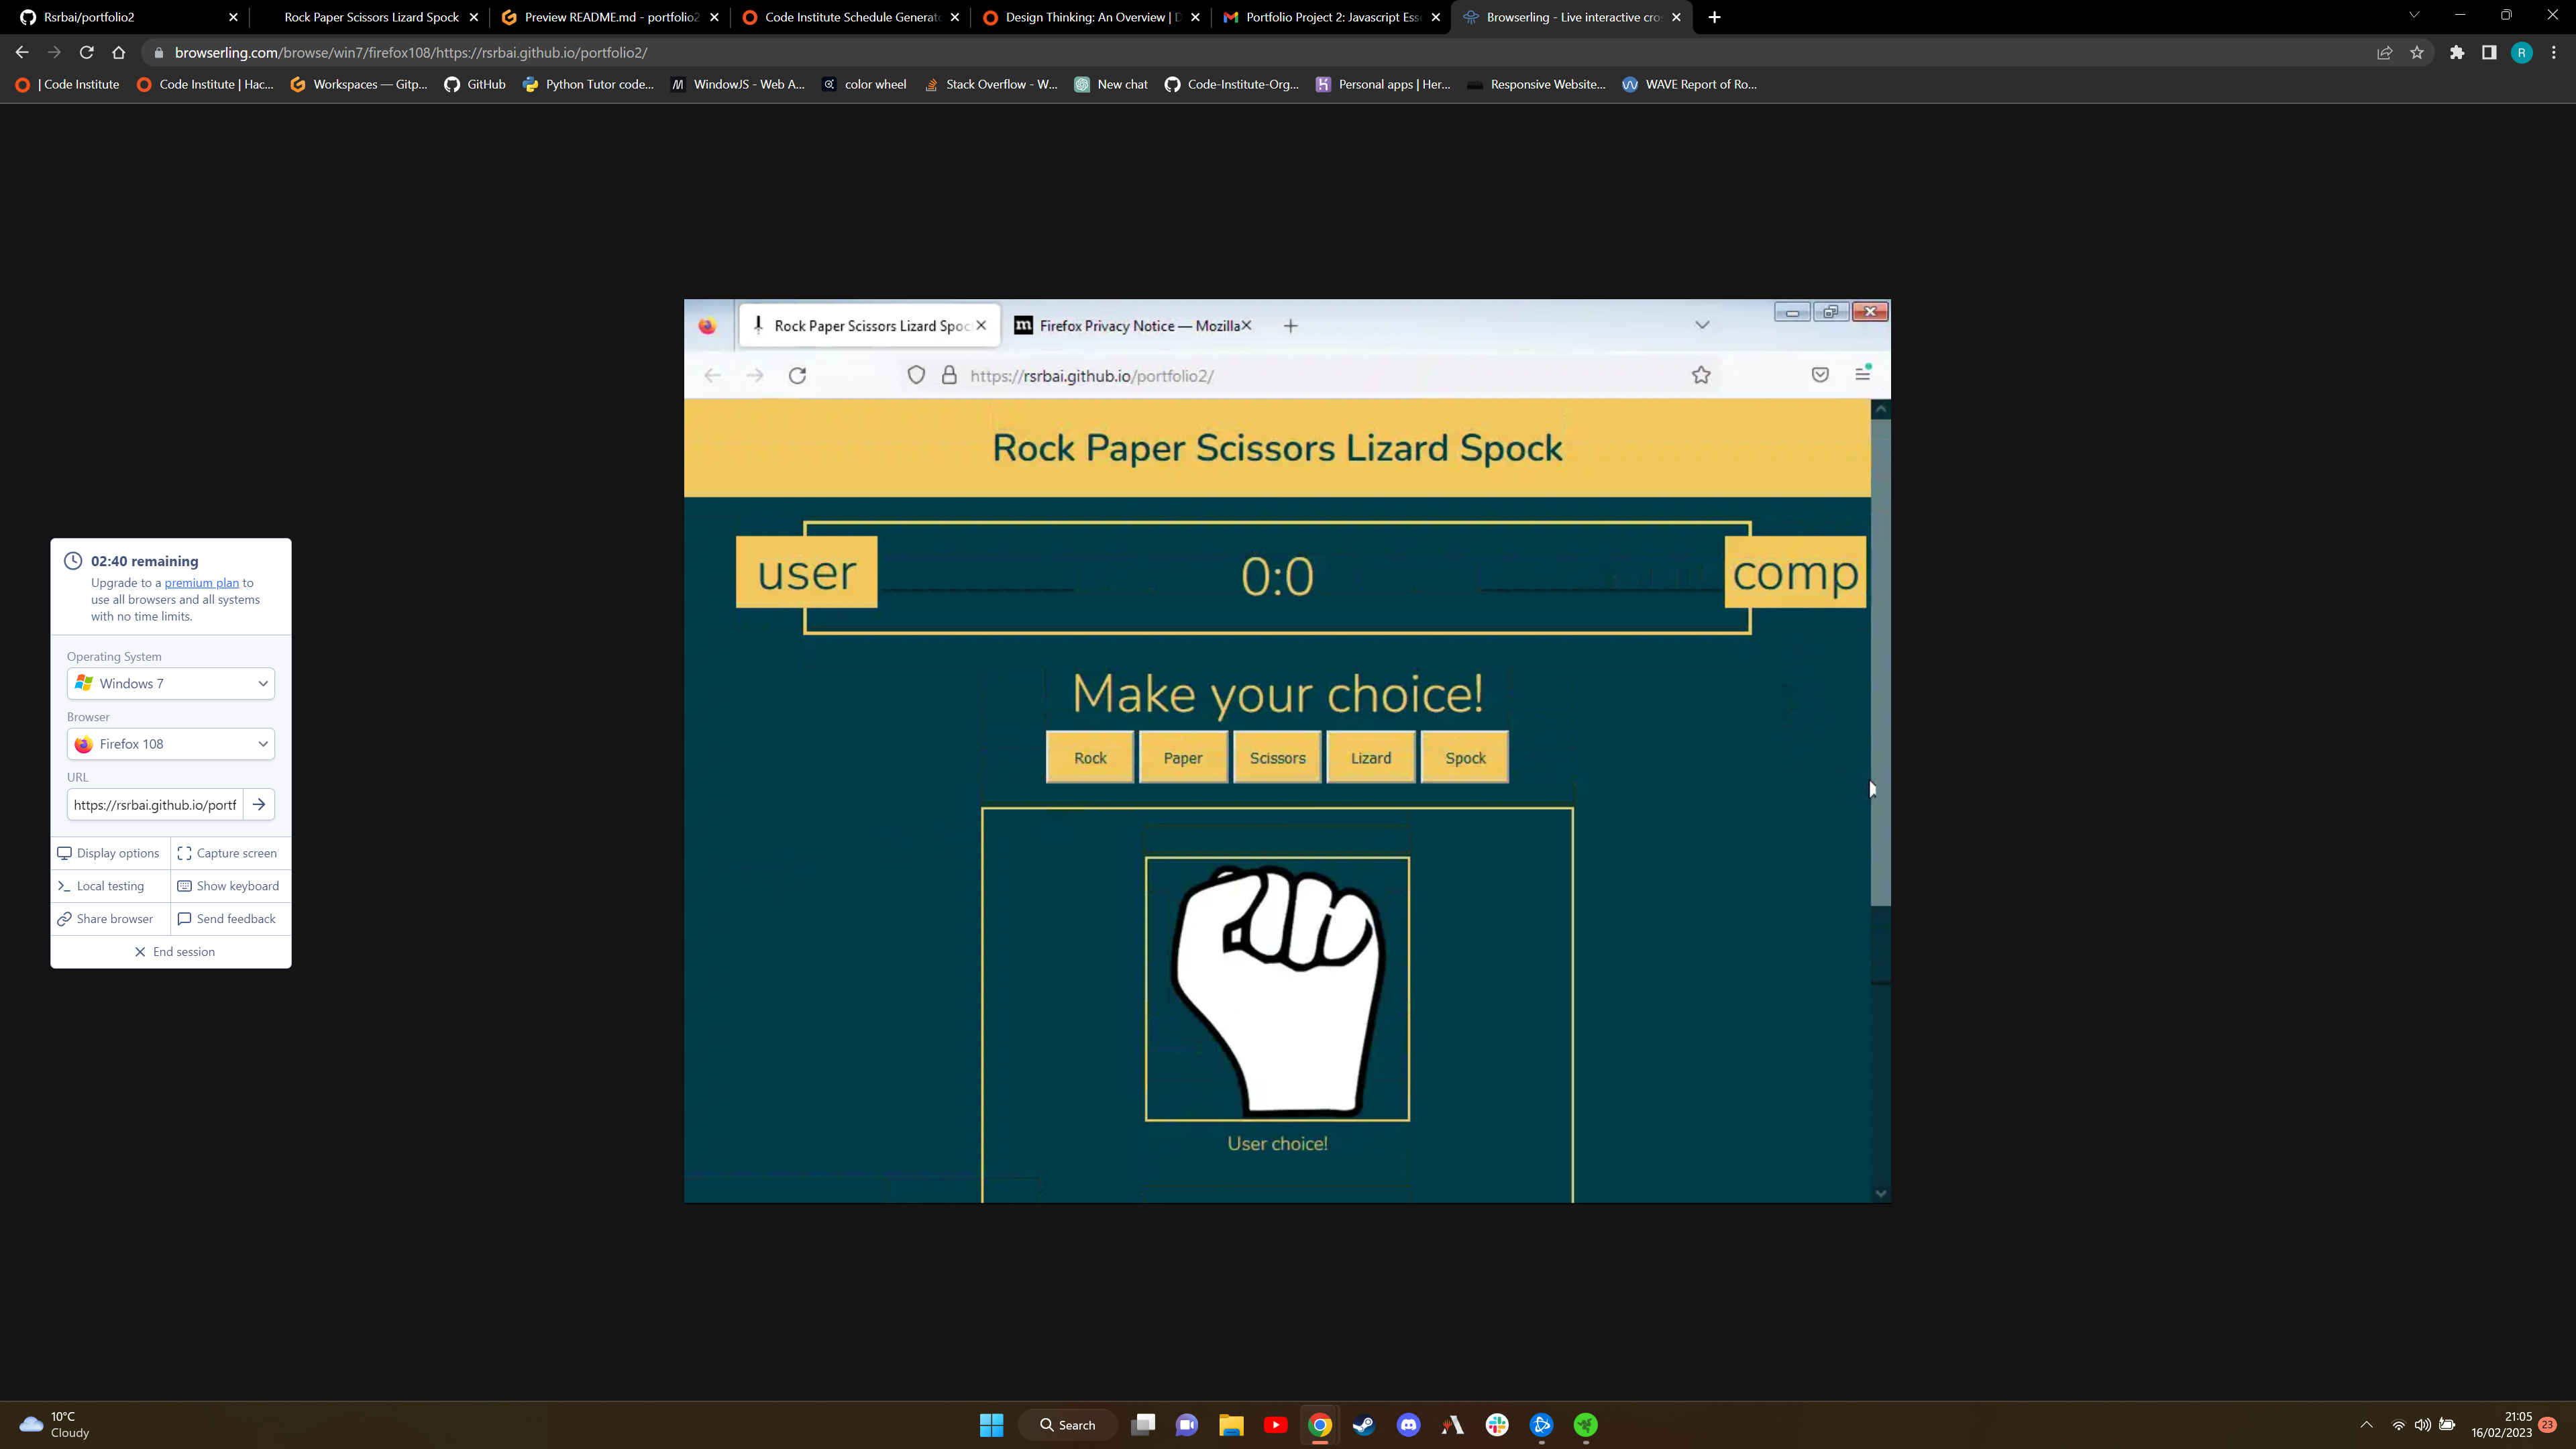 Rsrbai/portfolio2
Rock Paper Scissors Lizard Spock
Preview README.md - portfolio2
Code Institute Schedule Generat
Design Thinking: An Overview | D
Portfolio Project 2: Javascript Ess
Browserling - Live interactive cro
browserling.com/browse/win7/firefox108/https://rsrbai.github.io/portfolio2/
R
| Code Institute
Code Institute | Hac...
Workspaces — Gitp...
GitHub
Python Tutor code...
WindowJS - Web A...
color wheel
Stack Overflow - W...
New chat
Code-Institute-Org...
Personal apps | Her...
Responsive Website...
WAVE Report of Ro...
Rock Paper Scissors Lizard Spoc
Firefox Privacy Notice — Mozilla
https://rsrbai.github.io/portfolio2/
Rock Paper Scissors Lizard Spock
user
0:0
comp
Make your choice!
Rock
Paper
Scissors
Lizard
Spock
User choice!
02:40 remaining
Upgrade to a premium plan to
use all browsers and all systems
with no time limits.
Operating System
Windows 7
Browser
Firefox 108
URL
https://rsrbai.github.io/portf
Display options
Capture screen
Local testing
Show keyboard
Share browser
Send feedback
End session
10°C
Cloudy
Search
21:05
16/02/2023
23